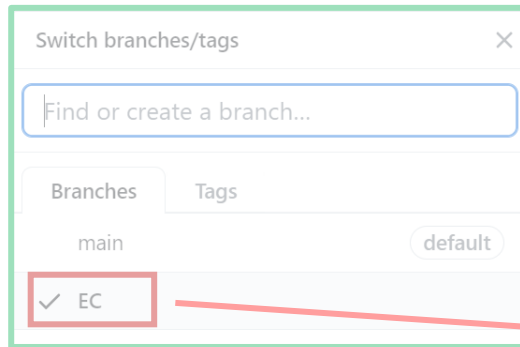 Switch branches/tags
Find or create a branch...
Branches Tags
main default
EC